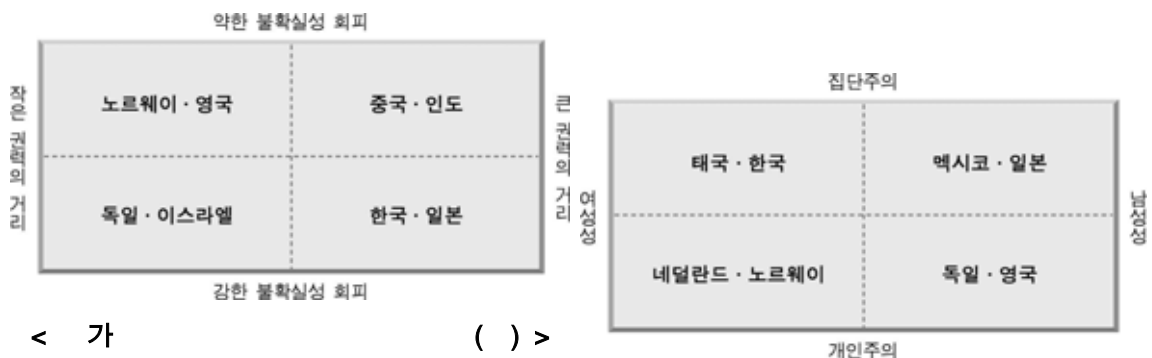 약한 불확실성 회피
작은 권력의 거리
노르웨이 · 영국
중국 · 인도
독일 · 이스라엘
한국 · 일본
큰 권력의 거리
감한 불확실성 회피
< 가 ( ) >
집단주의
여성성
태국 · 한국
멕시코 · 일본
네덜란드 · 노르웨이
독일 · 영국
남성성
개인주의